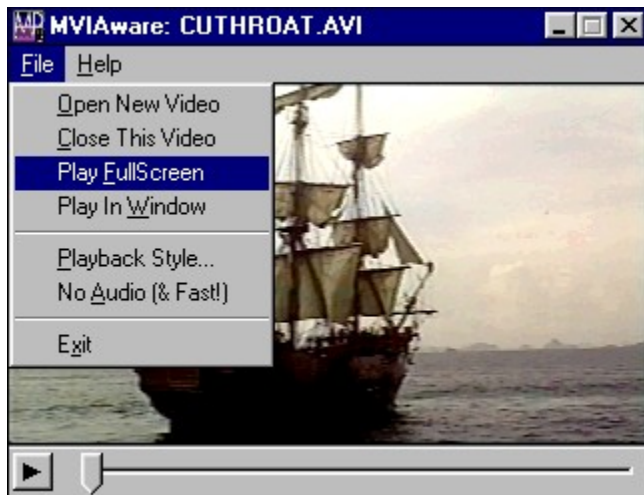 MVIAware: CUTHROAT.AVI
File Help
Open New Video
Close This Video
Play FullScreen
Play In Window
Playback Style...
No Audio (& Fast!)
Exit